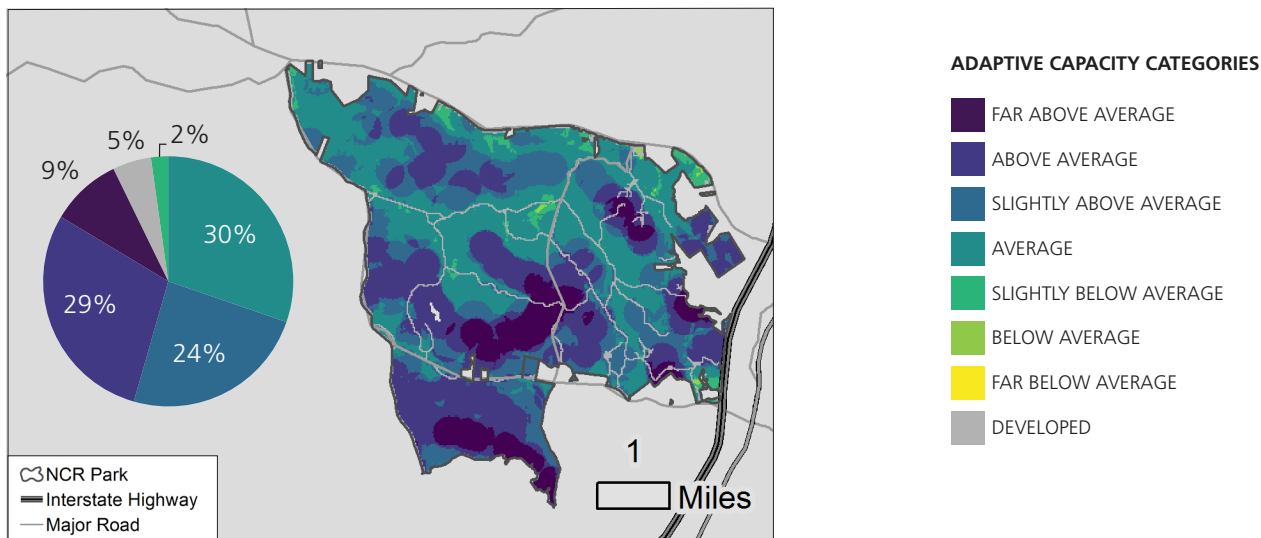 5%
2%
9%
30%
29%
24%
NCR Park
Interstate Highway
Major Road
1
Miles
ADAPTIVE CAPACITY CATEGORIES
FAR ABOVE AVERAGE
ABOVE AVERAGE
SLIGHTLY ABOVE AVERAGE
AVERAGE
SLIGHTLY BELOW AVERAGE
BELOW AVERAGE
FAR BELOW AVERAGE
DEVELOPED